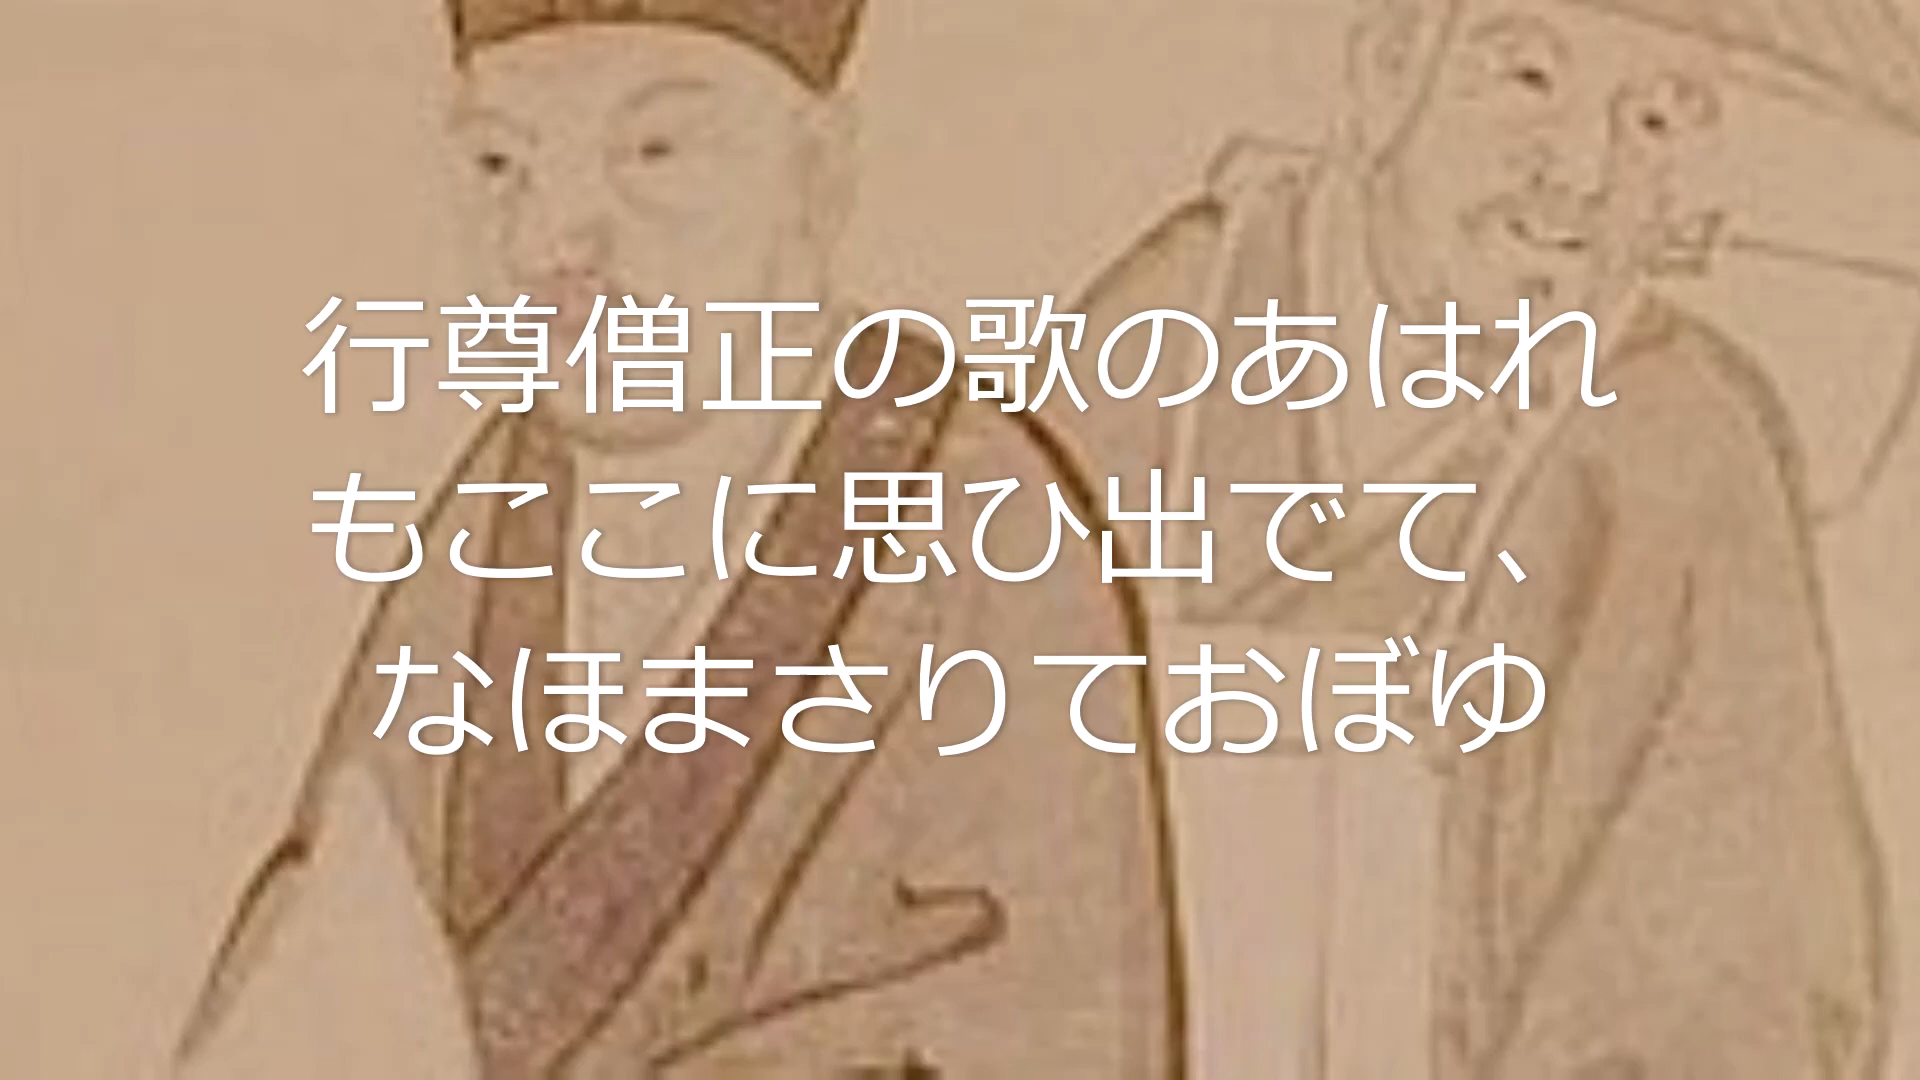 行尊僧正の歌のあはれ
もここに思ひ出でて、
なほまさりておぼゆ